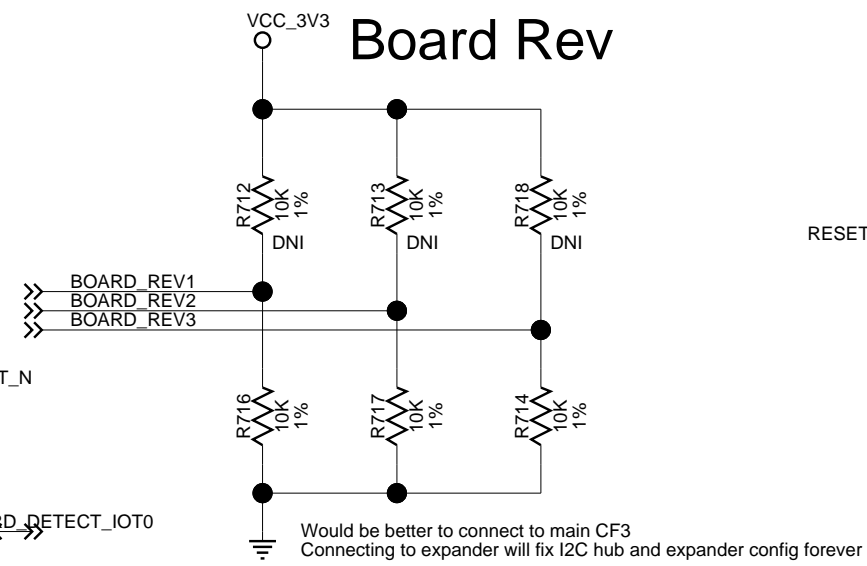 VCC_3V3
Board Rev
R712 10K 1%
DNI
R713 10K 1%
DNI
R718 10K 1%
DNI
RESET
BOARD_REV1
BOARD_REV2
BOARD_REV3
T_N
R716 10K 1%
R717 10K 1%
R714 10K 1%
D_DETECT_IOT0
Would be better to connect to main CF3
Connecting to expander will fix I2C hub and expander config forever